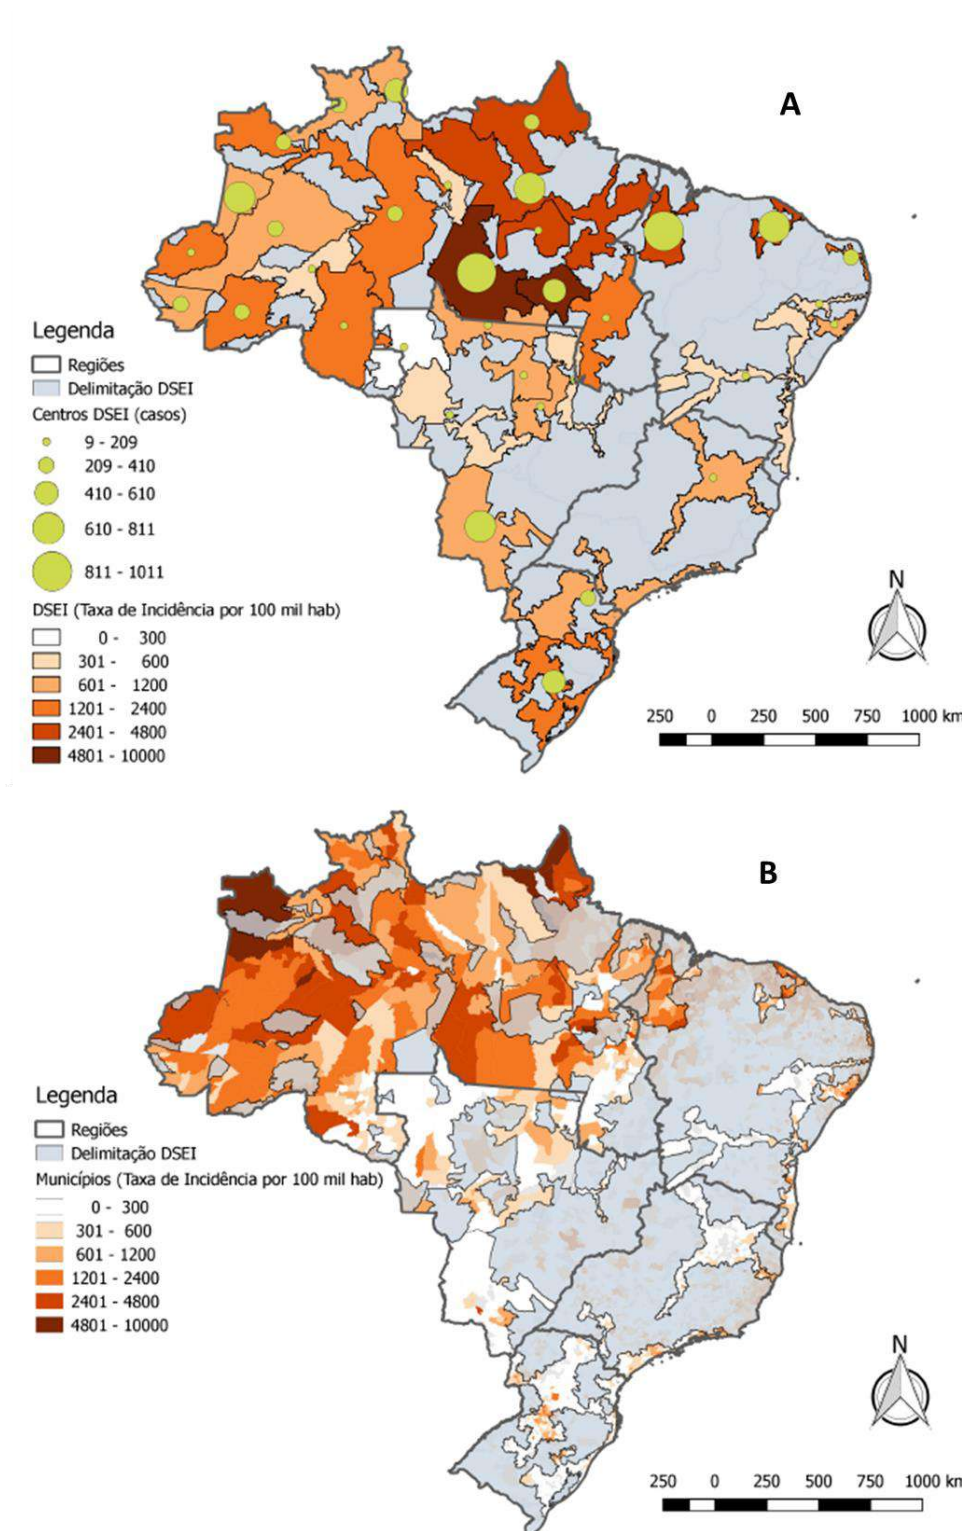 A
Legenda
Regiões
Delimitação DSEI
Centros DSEI (casos)
9 - 209
209 - 410
410 - 610
610 - 811
811 - 1011
DSEI (Taxa de Incidência por 100 mil hab)
0 - 300
301 - 600
601 - 1200
1201 - 2400
2401 - 4800
4801 - 10000
N
250 0 250 500 750 1000 km
B
Legenda
Regiões
Delimitação DSEI
Municípios (Taxa de Incidência por 100 mil hab)
0 - 300
301 - 600
601 - 1200
1201 - 2400
2401 - 4800
4801 - 10000
N
250 0 250 500 750 1000 km